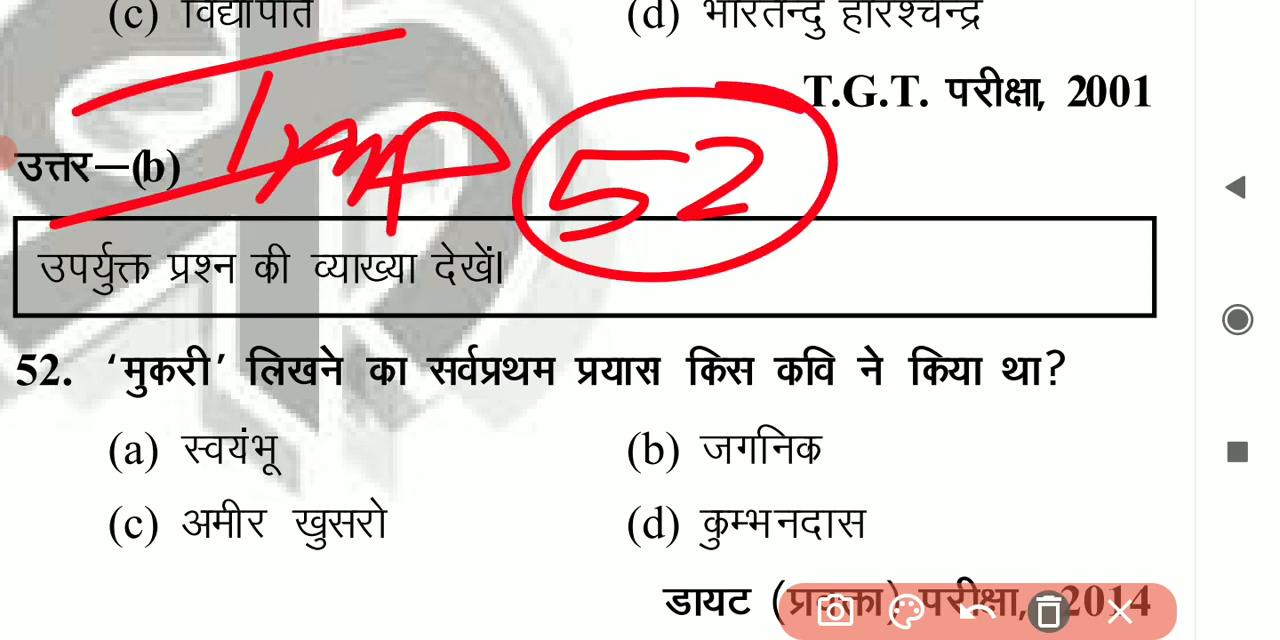 (c) विद्यापति (d) भारतेन्दु हरिश्चन्द्र
T.G.T. परीक्षा, 2001
Imp 52
उत्तर—(b)
उपर्युक्त प्रश्न की व्याख्या देखें।
52. ‘मुकरी’ लिखने का सर्वप्रथम प्रयास किस कवि ने किया था?
(a) स्वयंभू (b) जगनिक
(c) अमीर खुसरो (d) कुम्भनदास
डायट (प्रवक्ता) परीक्षा, 2014